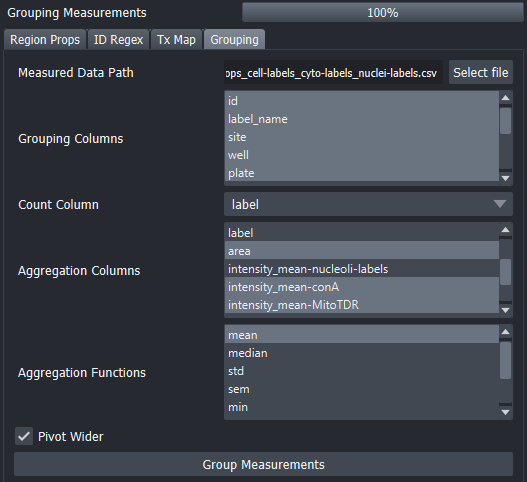 Grouping Measurements 100%
Region Props ID Regex Tx Map Grouping
Measured Data Path ops_cell-labels_cyto-labels_nuclei-labels.csv Select file
Grouping Columns
id
label_name
site
well
plate
Count Column label
Aggregation Columns
label
area
intensity_mean-nucleoli-labels
intensity_mean-conA
intensity_mean-MitoTDR
Aggregation Functions
mean
median
std
sem
min
Pivot Wider
Group Measurements